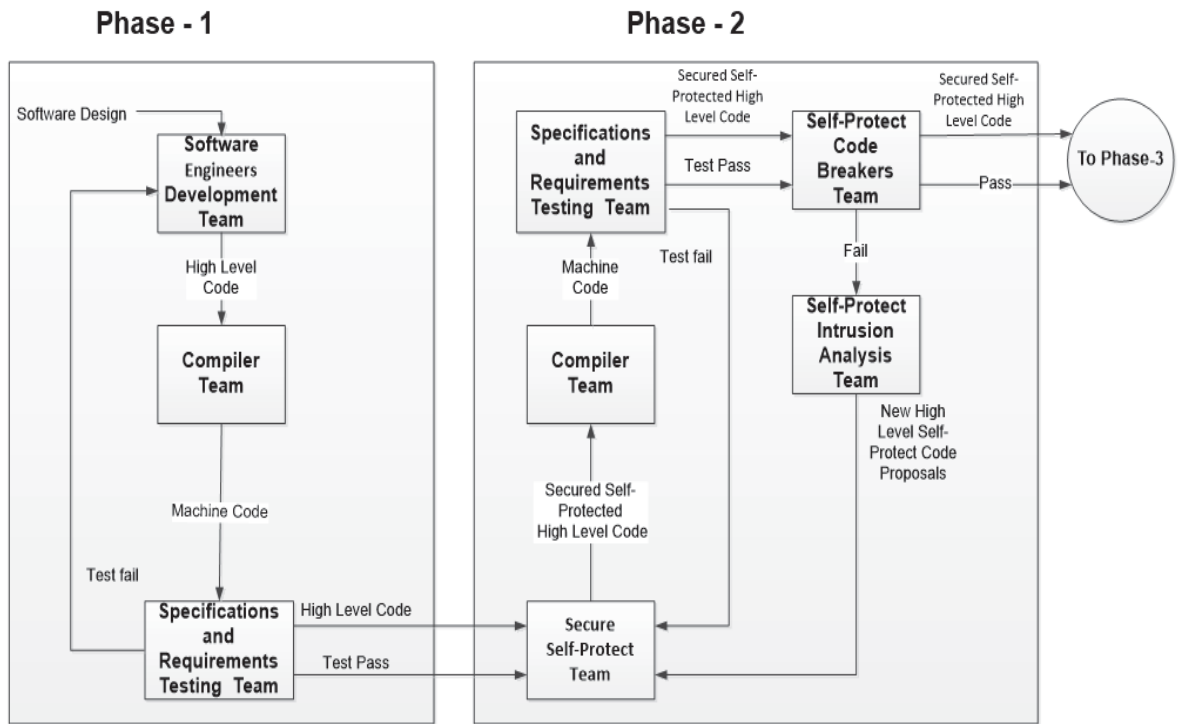 Phase - 1
Software Design
Software
Engineers
Development
Team
High Level
Code
Compiler
Team
Machine Code
Test fail
Specifications
and
Requirements
Testing Team
High Level Code
Test Pass
Phase - 2
Specifications
and
Requirements
Testing Team
Secured Self-
Protected High
Level Code
Test Pass
Self-Protect
Code
Breakers
Team
Secured Self-
Protected High
Level Code
Pass
To Phase-3
Test fail
Fail
Machine
Code
Self-Protect
Intrusion
Analysis
Team
Compiler
Team
New High
Level Self-
Protect Code
Proposals
Secured Self-
Protected
High Level Code
Secure
Self-Protect
Team